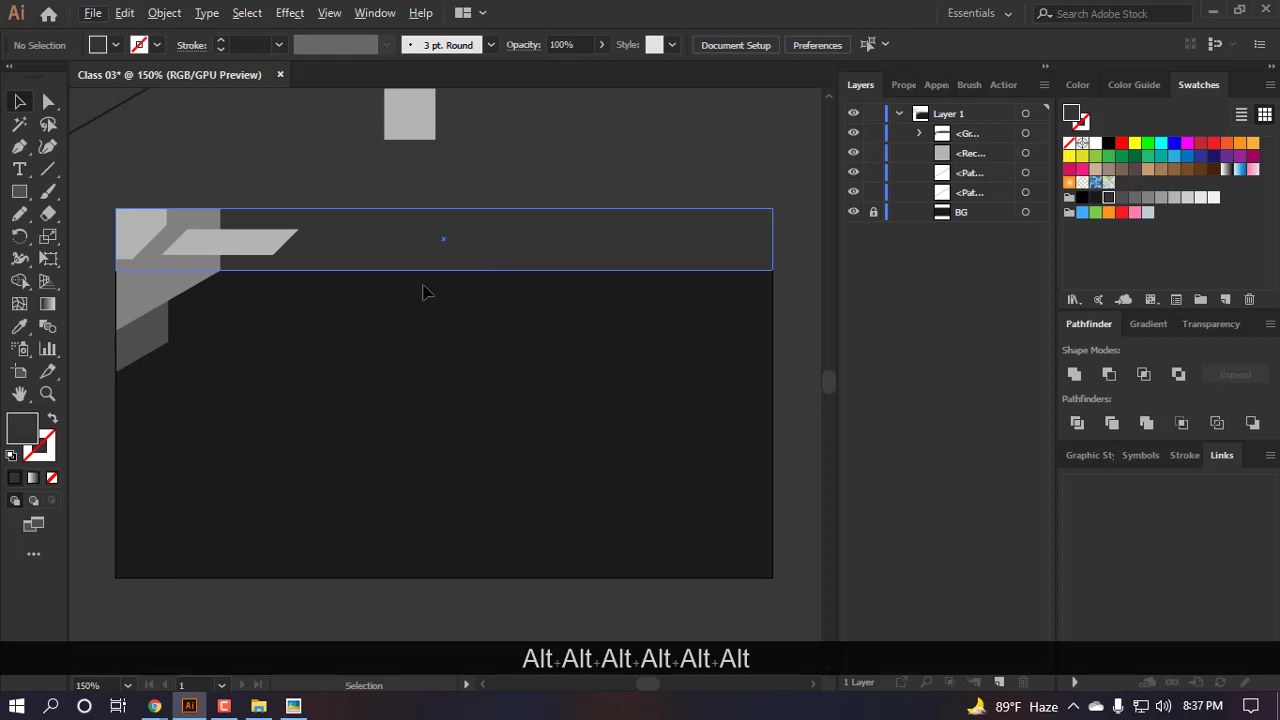 Ai File Edit Object Type Select Effect View Window Help Essentials Search Adobe Stock
No Selection Stroke: 3 pt. Round Opacity: 100% Style: Document Setup Preferences
Class 03* @ 150% (RGB/GPU Preview) ×
Layers Prope Appe Brush Action Color Color Guide Swatches
Layer 1
<Gr...
<Rec...
<Pat...
<Pat...
BG
Pathfinder Gradient Transparency
Shape Modes:
Expand
Pathfinders:
Graphic Sty Symbols Stroke Links
Alt+Alt+Alt+Alt+Alt+Alt
150% 1 Selection 1 Layer
Ai 89°F Haze 8:37 PM